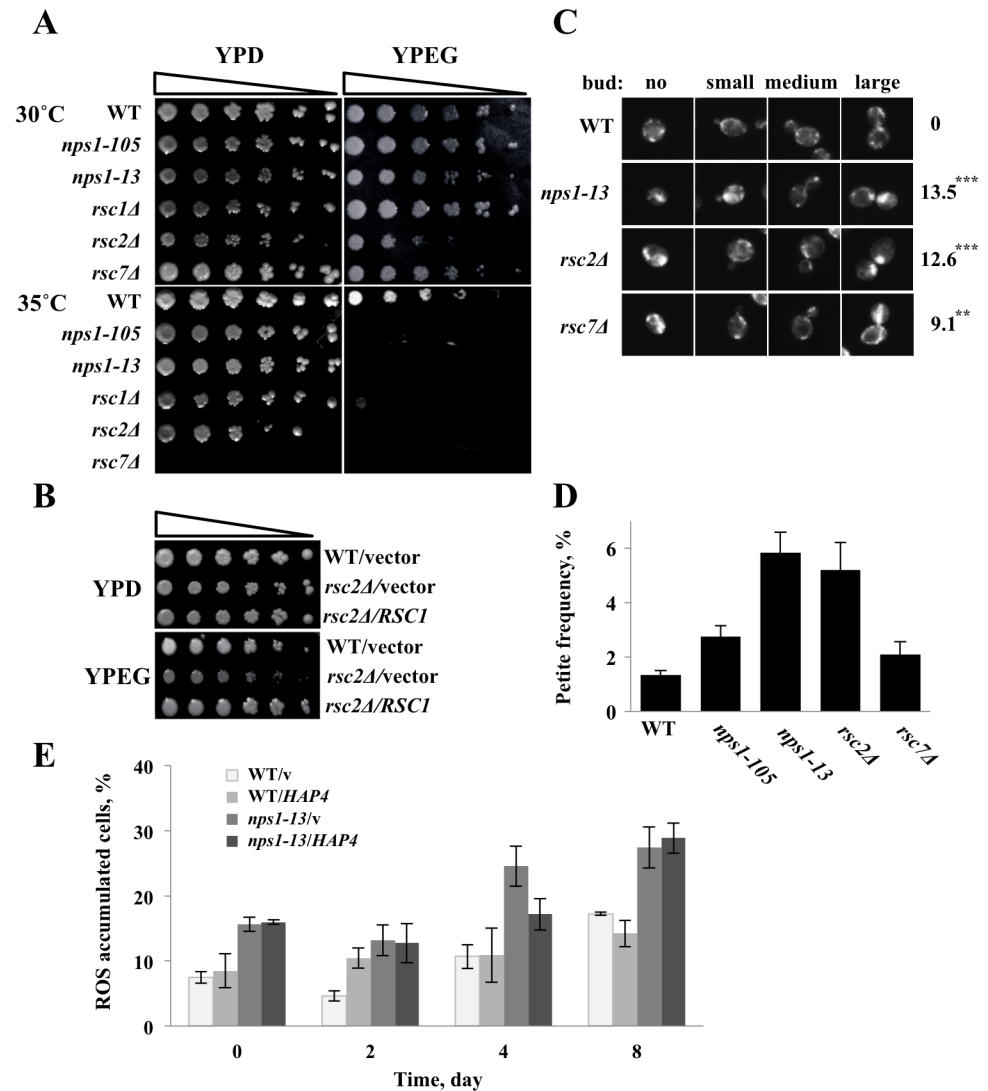 A
YPD
YPEG
30˚C
WT
nps1-105
nps1-13
rsc1Δ
rsc2Δ
rsc7Δ
35˚C
WT
nps1-105
nps1-13
rsc1Δ
rsc2Δ
rsc7Δ
B
YPD
WT/vector
rsc2Δ/vector
rsc2Δ/RSC1
YPEG
WT/vector
rsc2Δ/vector
rsc2Δ/RSC1
C
bud: no small medium large
WT 0
nps1-13 13.5***
rsc2Δ 12.6***
rsc7Δ 9.1**
D
Petite frequency, %
6
4
2
0
WT
nps1-105
nps1-13
rsc2Δ
rsc7Δ
E
ROS accumulated cells, %
40
30
20
10
0
WT/v
WT/HAP4
nps1-13/v
nps1-13/HAP4
0 2 4 8
Time, day